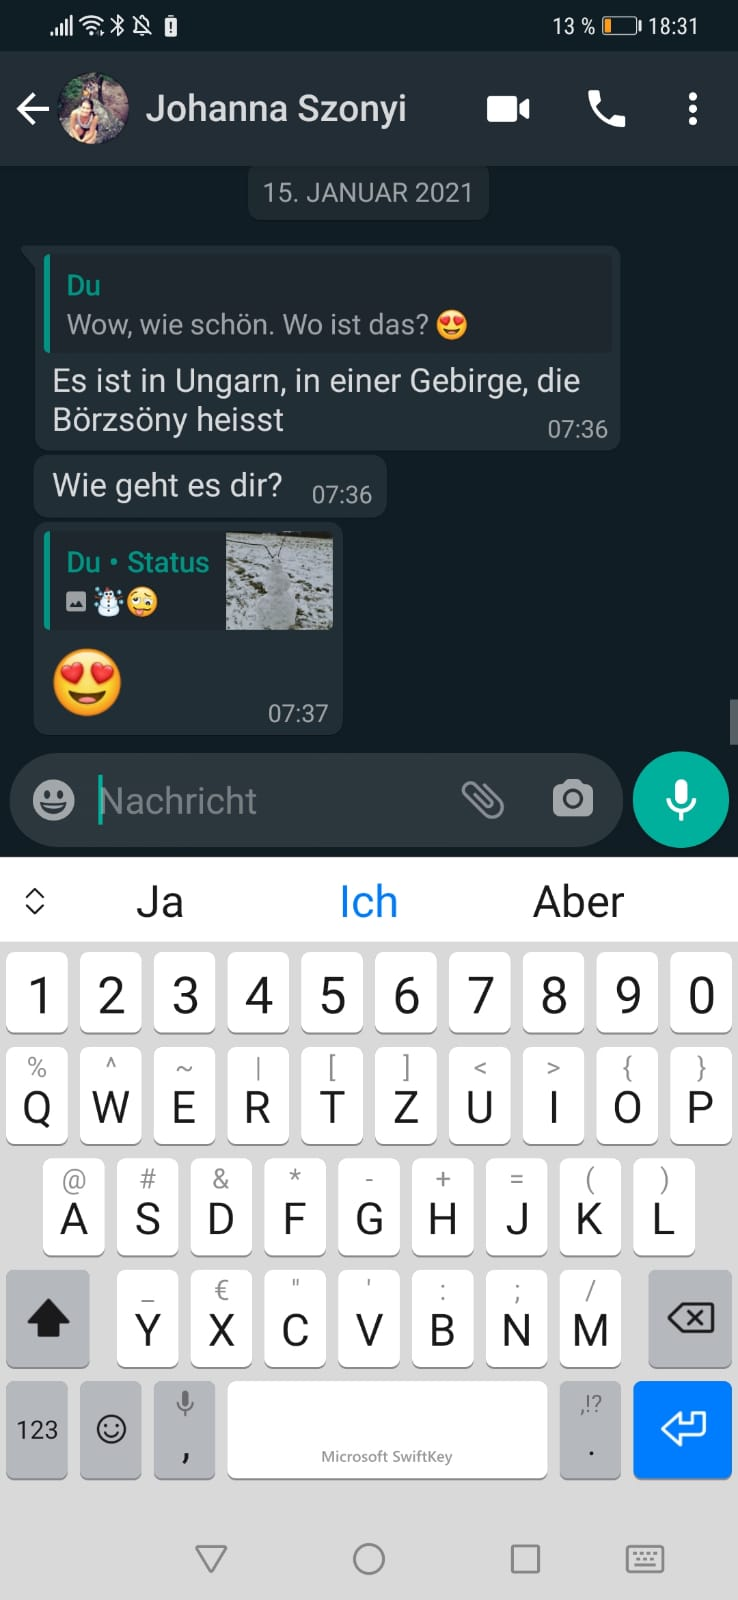 13 % 18:31
Johanna Szonyi
15. JANUAR 2021
Du
Wow, wie schön. Wo ist das? 😍
Es ist in Ungarn, in einer Gebirge, die
Börzsöny heisst
07:36
Wie geht es dir? 07:36
Du • Status
☃️🤪
😍
07:37
Nachricht
Ja Ich Aber
1 2 3 4 5 6 7 8 9 0
% ^ ~ | [ ] < > { }
Q W E R T Z U I O P
@ # & * - + = ( )
A S D F G H J K L
_ € " ' : ; /
Y X C V B N M
,!?
123 , Microsoft SwiftKey .